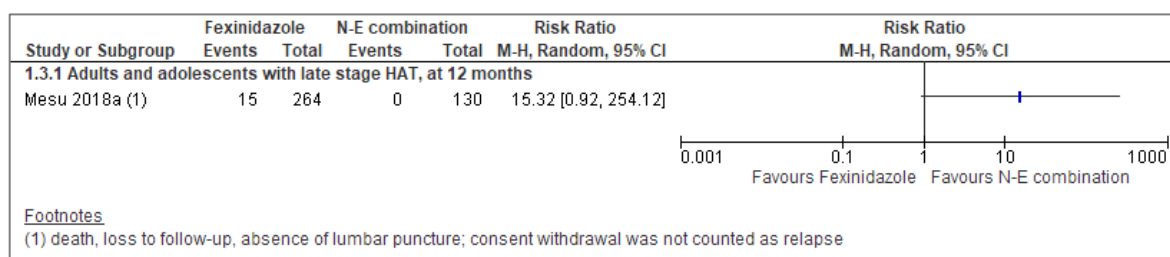 Fexinidazole N-E combination Risk Ratio Risk Ratio
Study or Subgroup Events Total Events Total M-H, Random, 95% CI M-H, Random, 95% CI
1.3.1 Adults and adolescents with late stage HAT, at 12 months
Mesu 2018a (1) 15 264 0 130 15.32 [0.92, 254.12]
0.001 0.1 1 10 1000
Favours Fexinidazole Favours N-E combination
Footnotes
(1) death, loss to follow-up, absence of lumbar puncture; consent withdrawal was not counted as relapse